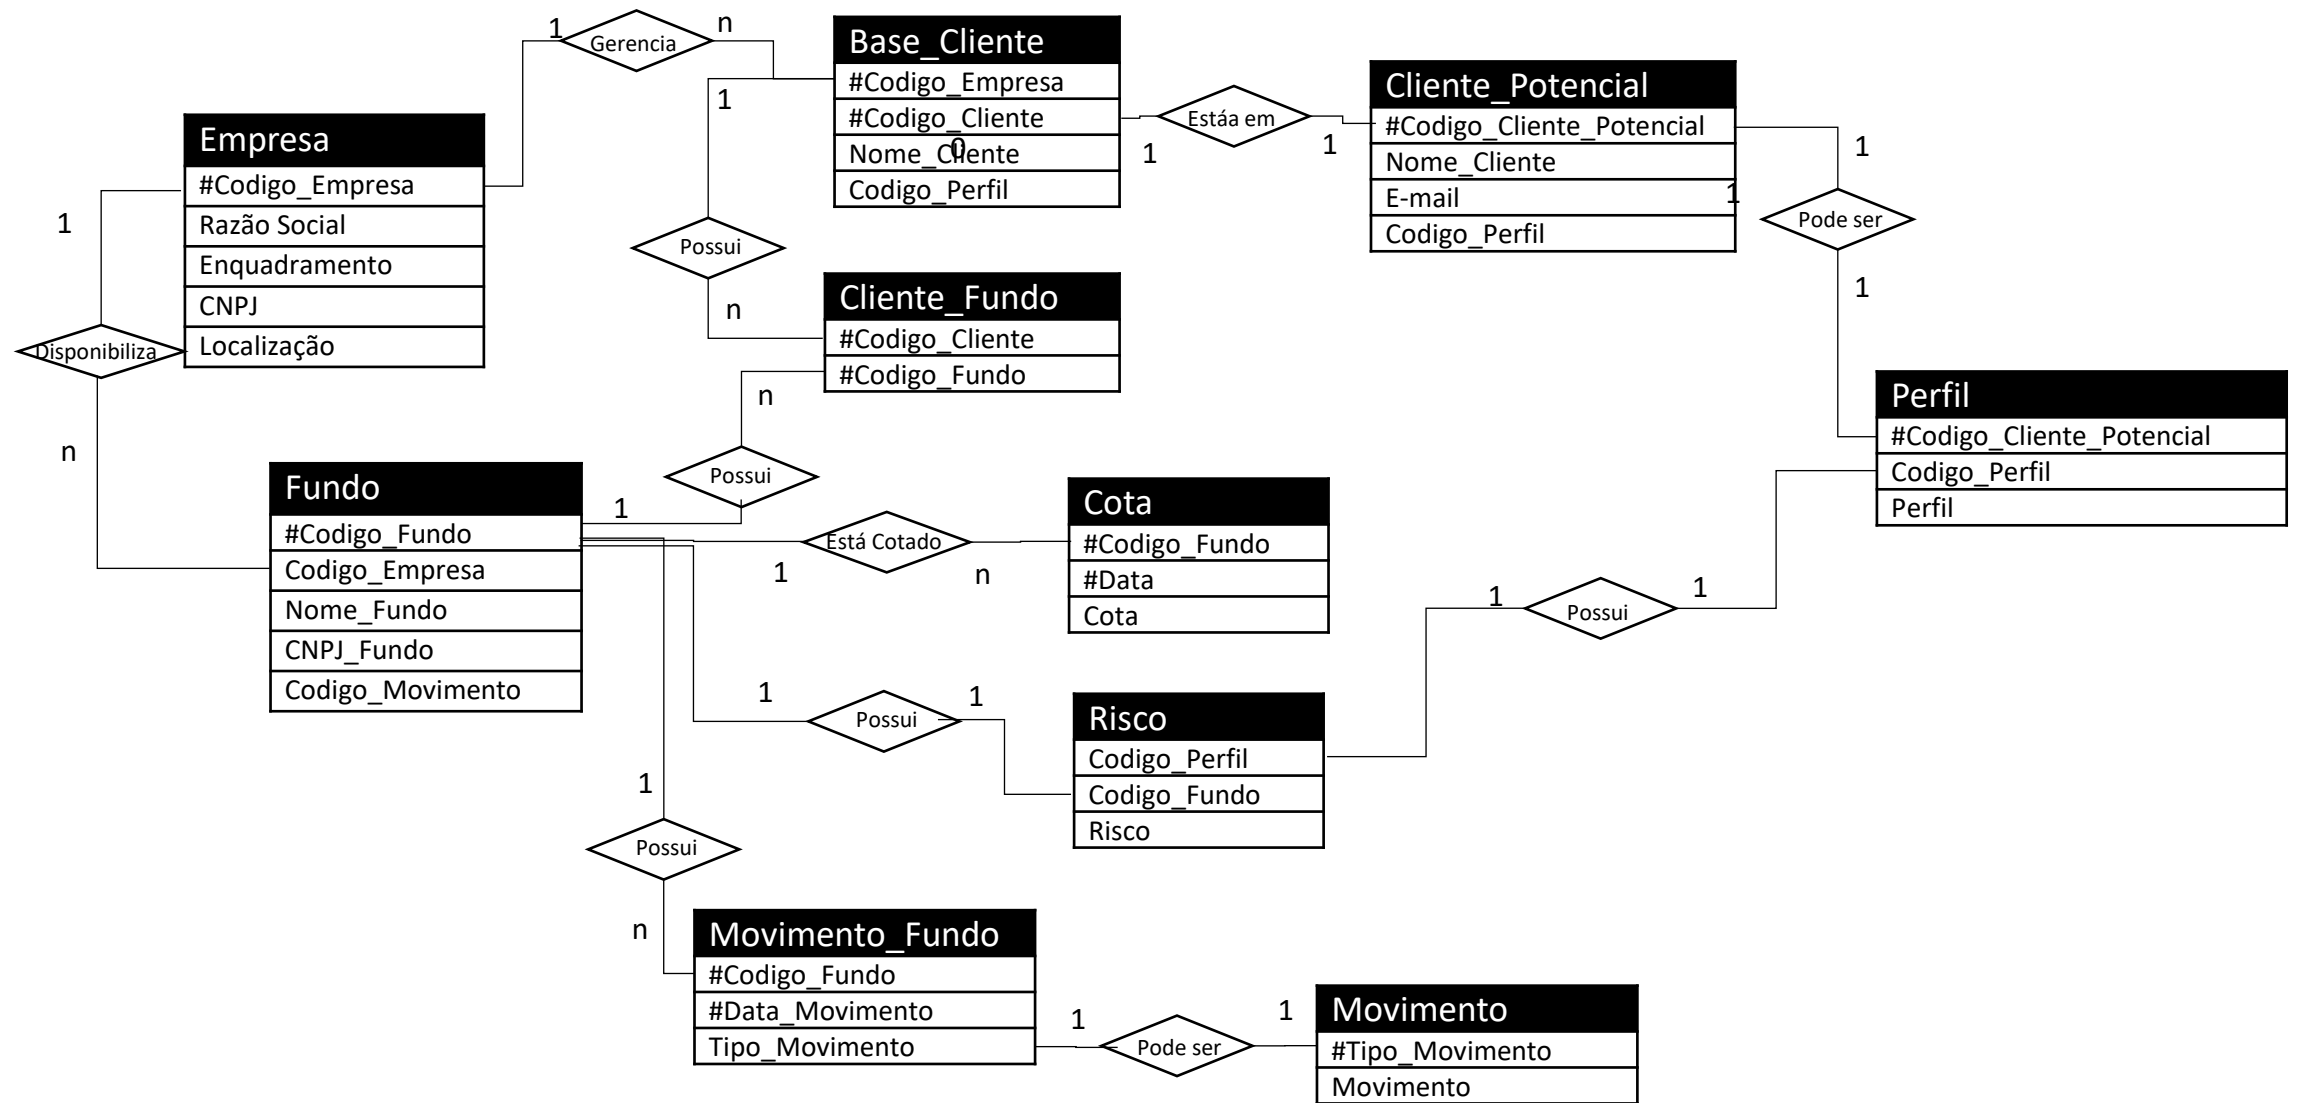 1
Gerencia
n
Base_Cliente
#Codigo_Empresa
#Codigo_Cliente
0
Nome_Cliente
Codigo_Perfil
1
Estáa em
1
Cliente_Potencial
#Codigo_Cliente_Potencial
Nome_Cliente
E-mail
1
Codigo_Perfil
1
Pode ser
1
Empresa
#Codigo_Empresa
Razão Social
Enquadramento
CNPJ
Localização
1
Disponibiliza
n
1
Possui
n
Cliente_Fundo
#Codigo_Cliente
#Codigo_Fundo
n
Possui
1
Perfil
#Codigo_Cliente_Potencial
Codigo_Perfil
Perfil
Fundo
#Codigo_Fundo
Codigo_Empresa
Nome_Fundo
CNPJ_Fundo
Codigo_Movimento
1
Está Cotado
n
Cota
#Codigo_Fundo
#Data
Cota
1
Possui
1
1
Possui
1
Risco
Codigo_Perfil
Codigo_Fundo
Risco
1
Possui
n
Movimento_Fundo
#Codigo_Fundo
#Data_Movimento
Tipo_Movimento
1
Pode ser
1
Movimento
#Tipo_Movimento
Movimento